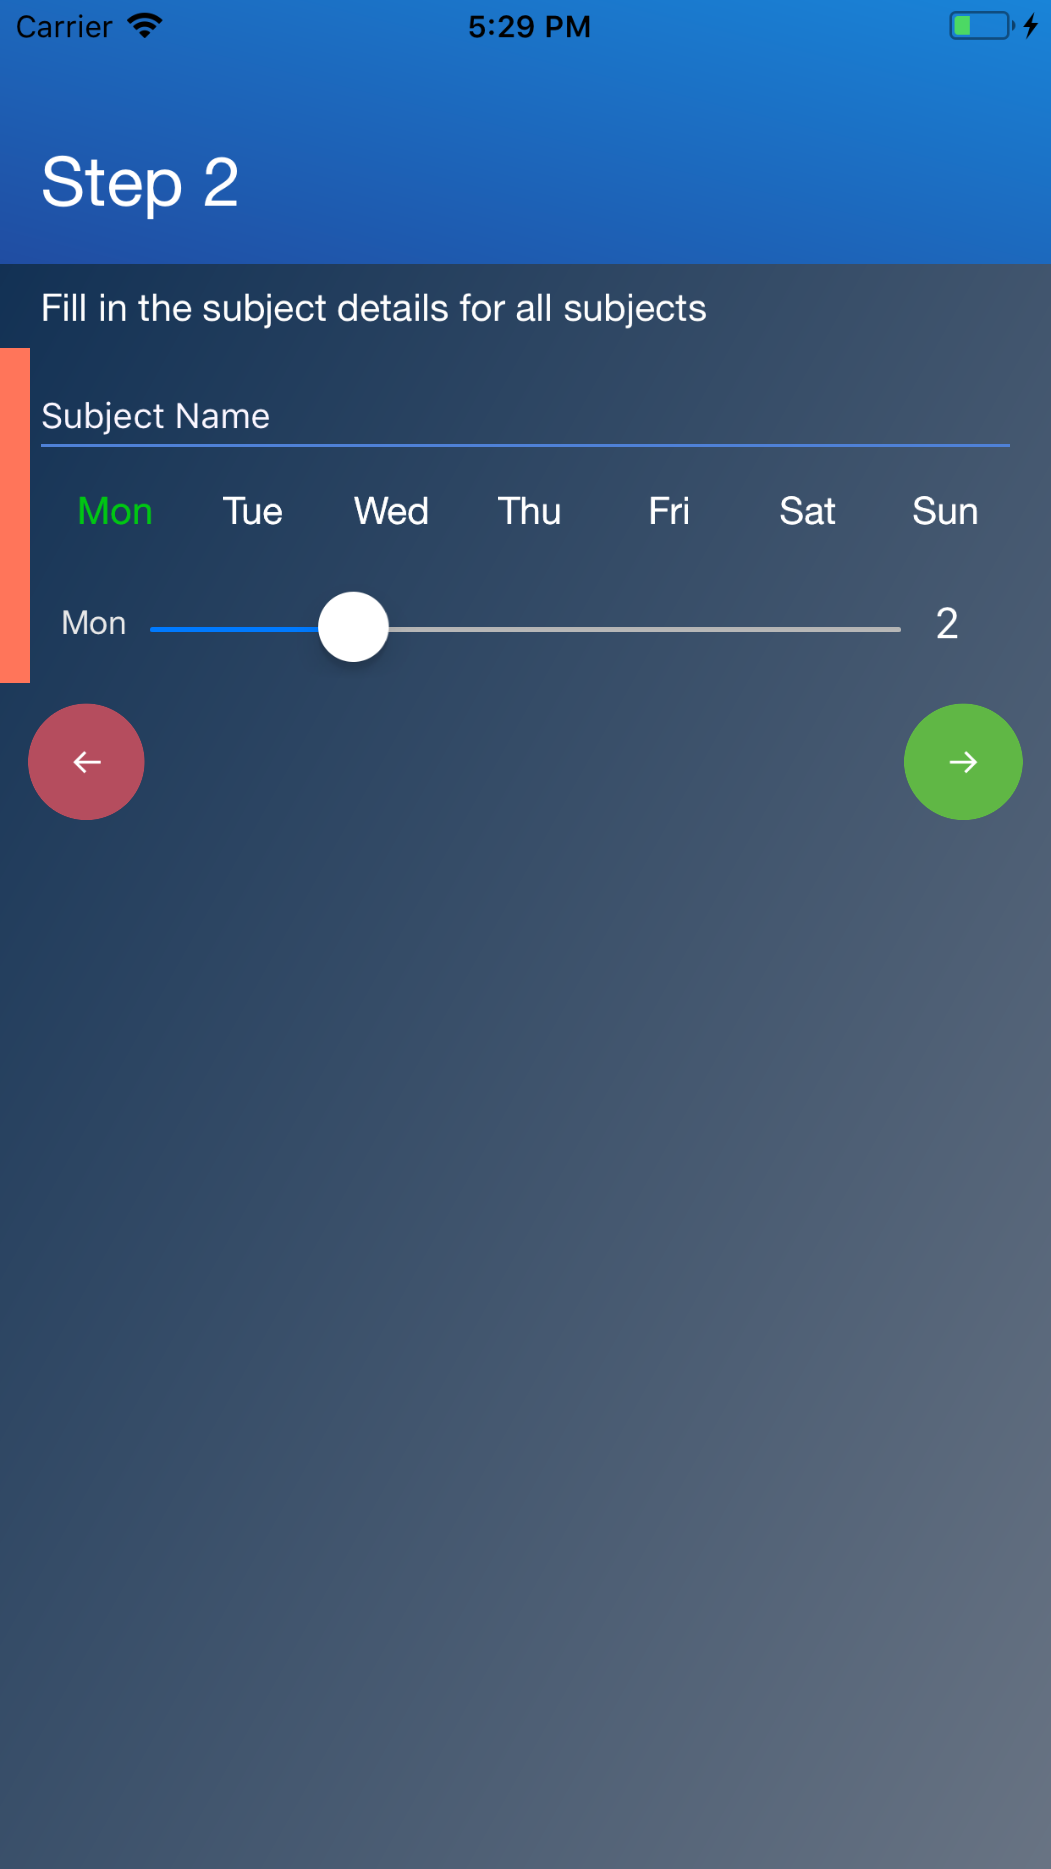 Carrier 5:29 PM
Step 2
Fill in the subject details for all subjects
Subject Name
Mon Tue Wed Thu Fri Sat Sun
Mon 2